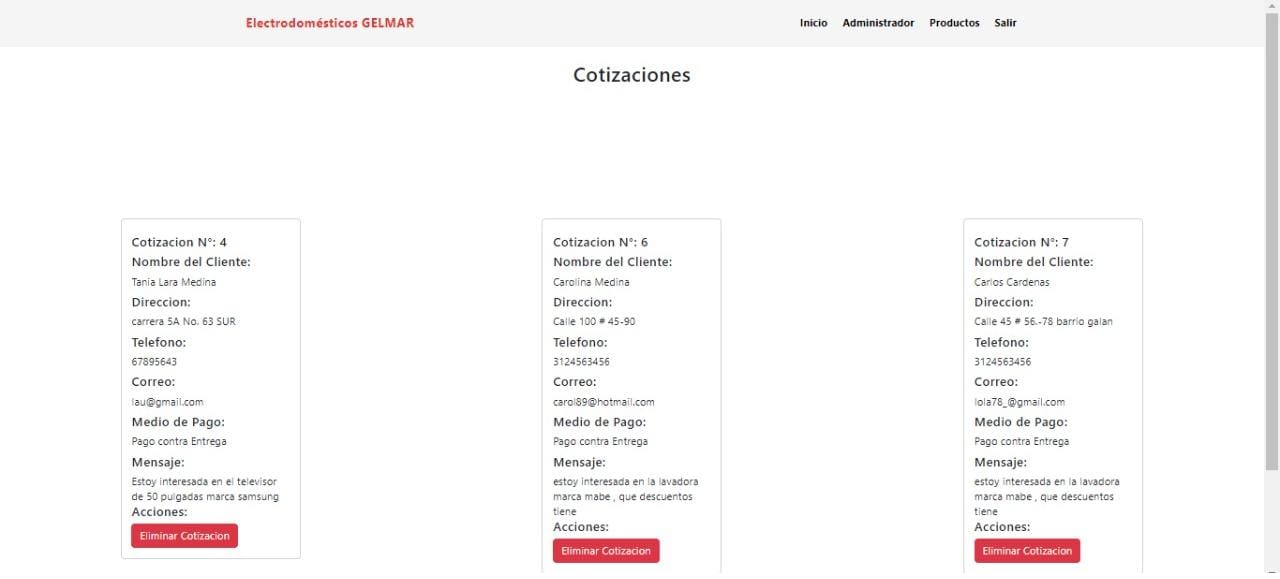 Electrodomésticos GELMAR
Inicio Administrador Productos Salir
Cotizaciones
Cotizacion N°: 4
Nombre del Cliente:
Tania Lara Medina
Direccion:
carrera 5A No. 63 SUR
Telefono:
67895643
Correo:
lau@gmail.com
Medio de Pago:
Pago contra Entrega
Mensaje:
Estoy interesada en el televisor
de 50 pulgadas marca samsung
Acciones:
Eliminar Cotizacion
Cotizacion N°: 6
Nombre del Cliente:
Carolina Medina
Direccion:
Calle 100 # 45-90
Telefono:
3124563456
Correo:
carol89@hotmail.com
Medio de Pago:
Pago contra Entrega
Mensaje:
estoy interesada en la lavadora
marca mabe , que descuentos
tiene
Acciones:
Eliminar Cotizacion
Cotizacion N°: 7
Nombre del Cliente:
Carlos Cardenas
Direccion:
Calle 45 # 56.-78 barrio galan
Telefono:
3124563456
Correo:
lola78_@gmail.com
Medio de Pago:
Pago contra Entrega
Mensaje:
estoy interesada en la lavadora
marca mabe , que descuentos
tiene
Acciones:
Eliminar Cotizacion